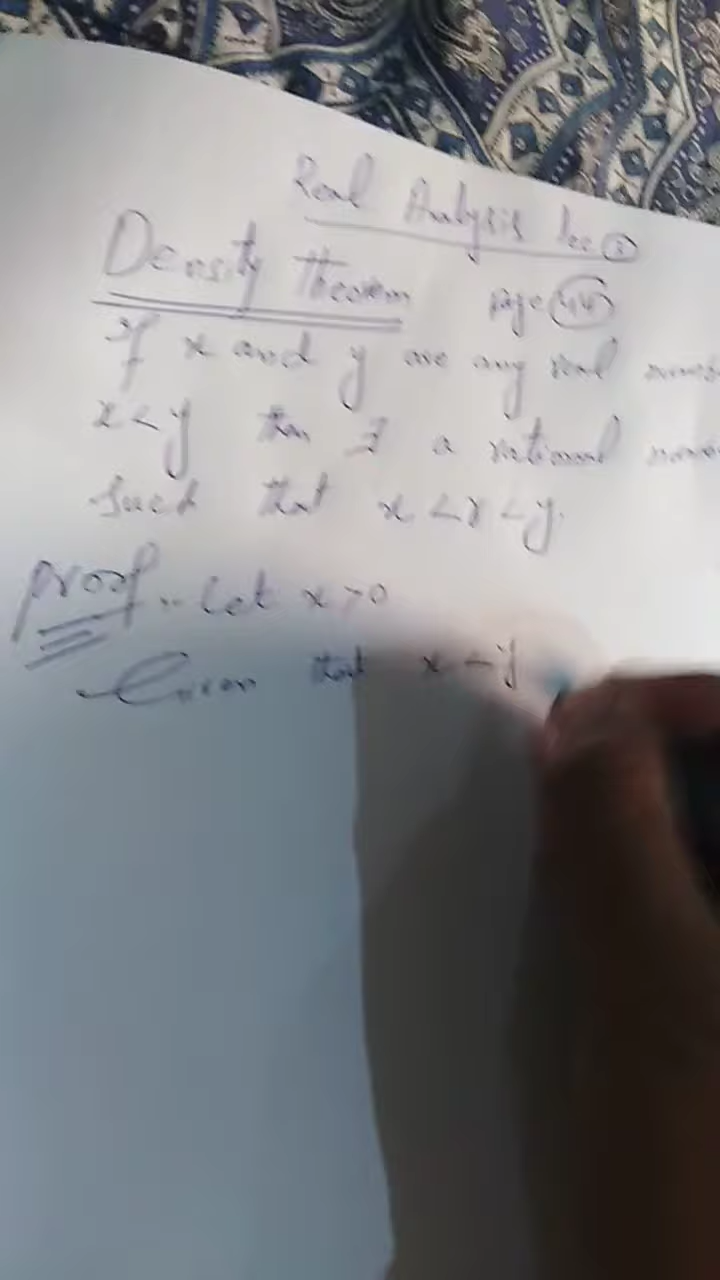 Real Analysis Lec
Density Theorem page 44
If x and y are any real
x < y then ∃ a rational
Such that x < r < y.
Proof.. Let x > 0
Given that x < y